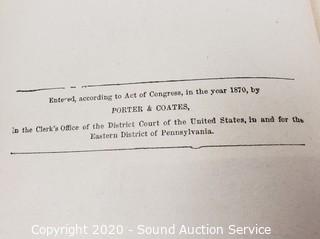 Entered, according to Act of Congress, in the year 1870, by
PORTER & COATES,
In the Clerk's Office of the District Court of the United States, in and for the
Eastern District of Pennsylvania.
Copyright 2020 - Sound Auction Service